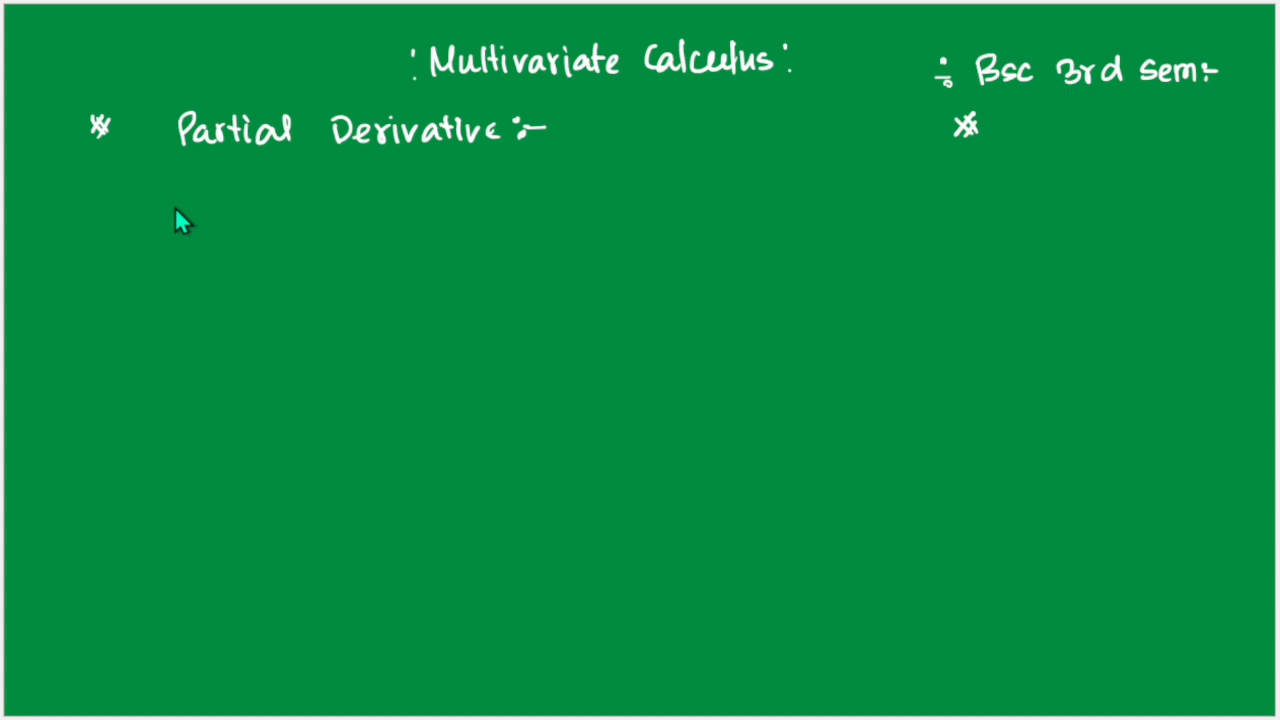 : Multivariate Calculus :
÷ Bsc 3rd sem:-
* Partial Derivative :- *